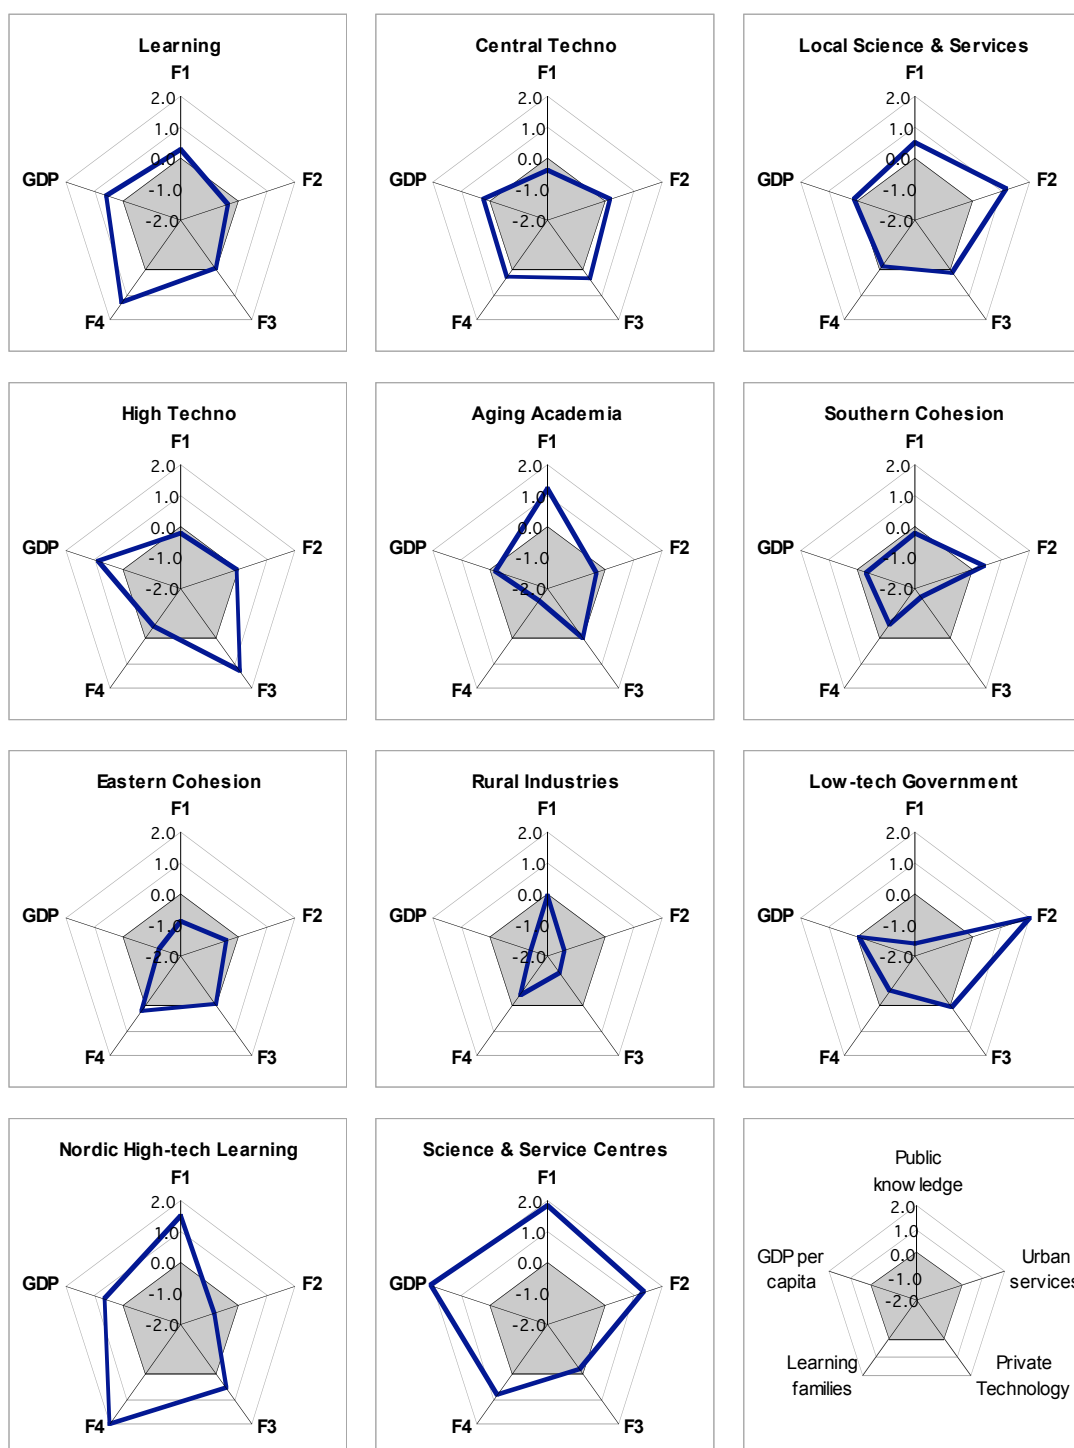 Learning
F1
2.0
1.0
0.0
-1.0
-2.0
GDP
F2
F4
F3
Central Techno
F1
2.0
1.0
0.0
-1.0
-2.0
GDP
F2
F4
F3
Local Science & Services
F1
2.0
1.0
0.0
-1.0
-2.0
GDP
F2
F4
F3
High Techno
F1
2.0
1.0
0.0
-1.0
-2.0
GDP
F2
F4
F3
Aging Academia
F1
2.0
1.0
0.0
-1.0
-2.0
GDP
F2
F4
F3
Southern Cohesion
F1
2.0
1.0
0.0
-1.0
-2.0
GDP
F2
F4
F3
Eastern Cohesion
F1
2.0
1.0
0.0
-1.0
-2.0
GDP
F2
F4
F3
Rural Industries
F1
2.0
1.0
0.0
-1.0
-2.0
GDP
F2
F4
F3
Low-tech Government
F1
2.0
1.0
0.0
-1.0
-2.0
GDP
F2
F4
F3
Nordic High-tech Learning
F1
2.0
1.0
0.0
-1.0
-2.0
GDP
F2
F4
F3
Science & Service Centres
F1
2.0
1.0
0.0
-1.0
-2.0
GDP
F2
F4
F3
Public
knowledge
2.0
1.0
0.0
-1.0
-2.0
GDP per
capita
Urban
services
Learning
families
Private
Technology